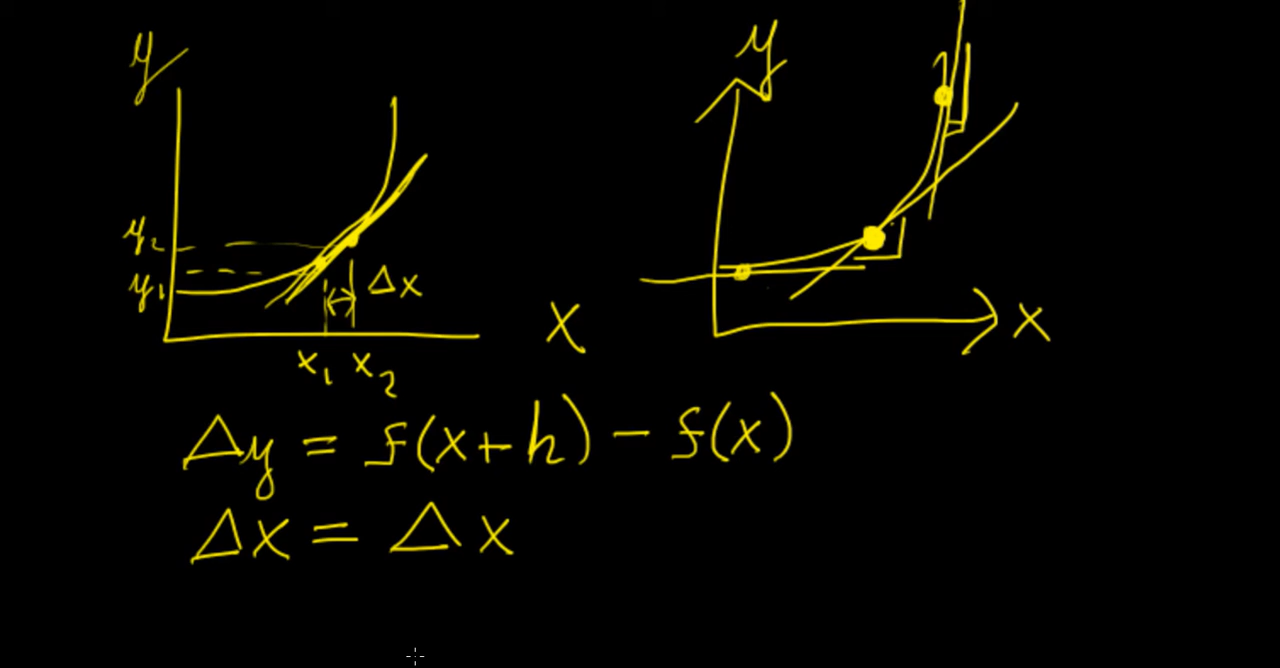 y y
y₂
y₁ Δx
x x
x₁ x₂
Δy = f(x+h) - f(x)
Δx = Δx